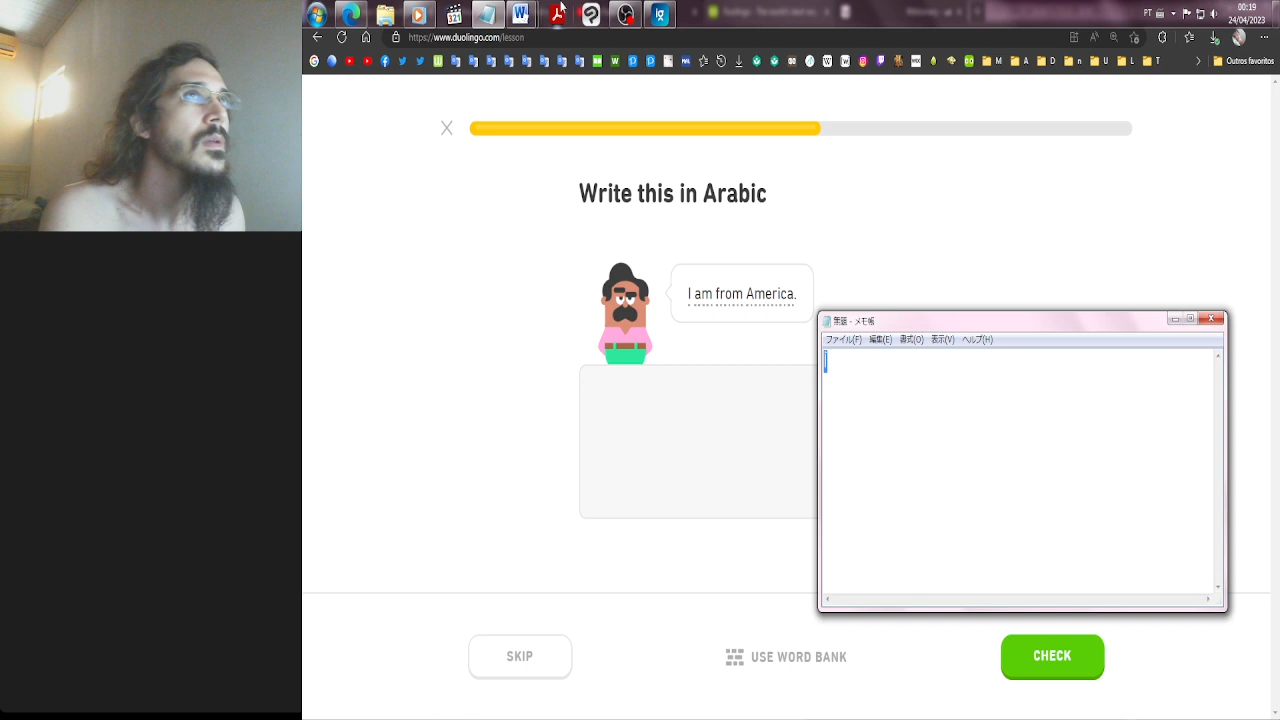 321
W
PT
00:19
24/04/2023
https://www.duolingo.com/lesson
M
A
D
n
U
L
T
Outros favoritos
X
Write this in Arabic
I am from America.
無題 - メモ帳
ファイル(F) 編集(E) 書式(O) 表示(V) ヘルプ(H)
SKIP
USE WORD BANK
CHECK